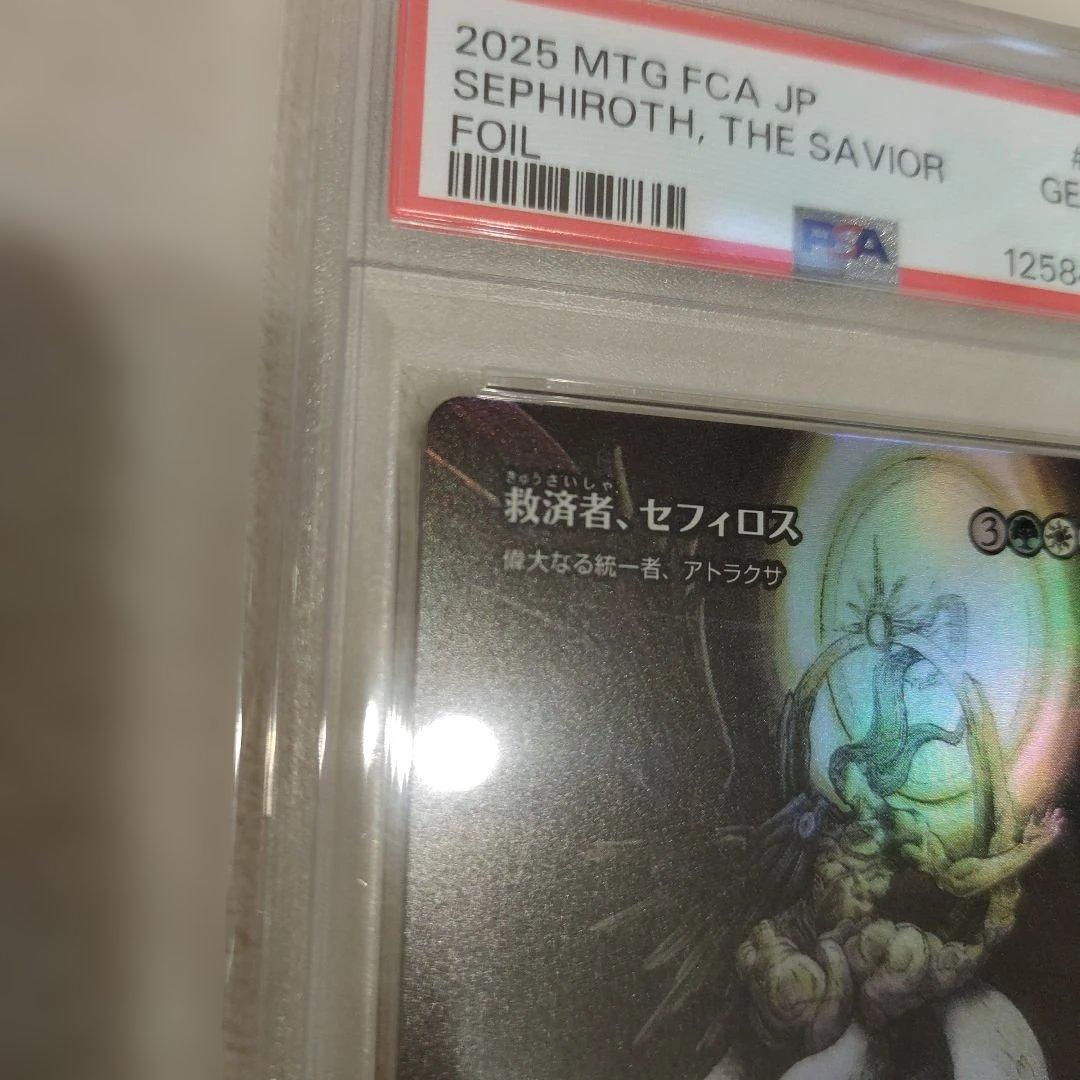 2025 MTG FCA JP
SEPHIROTH, THE SAVIOR
FOIL
#
GE
PSA
1258
きゅうさいしゃ
救済者、セフィロス
3
偉大なる統一者、アトラクサ